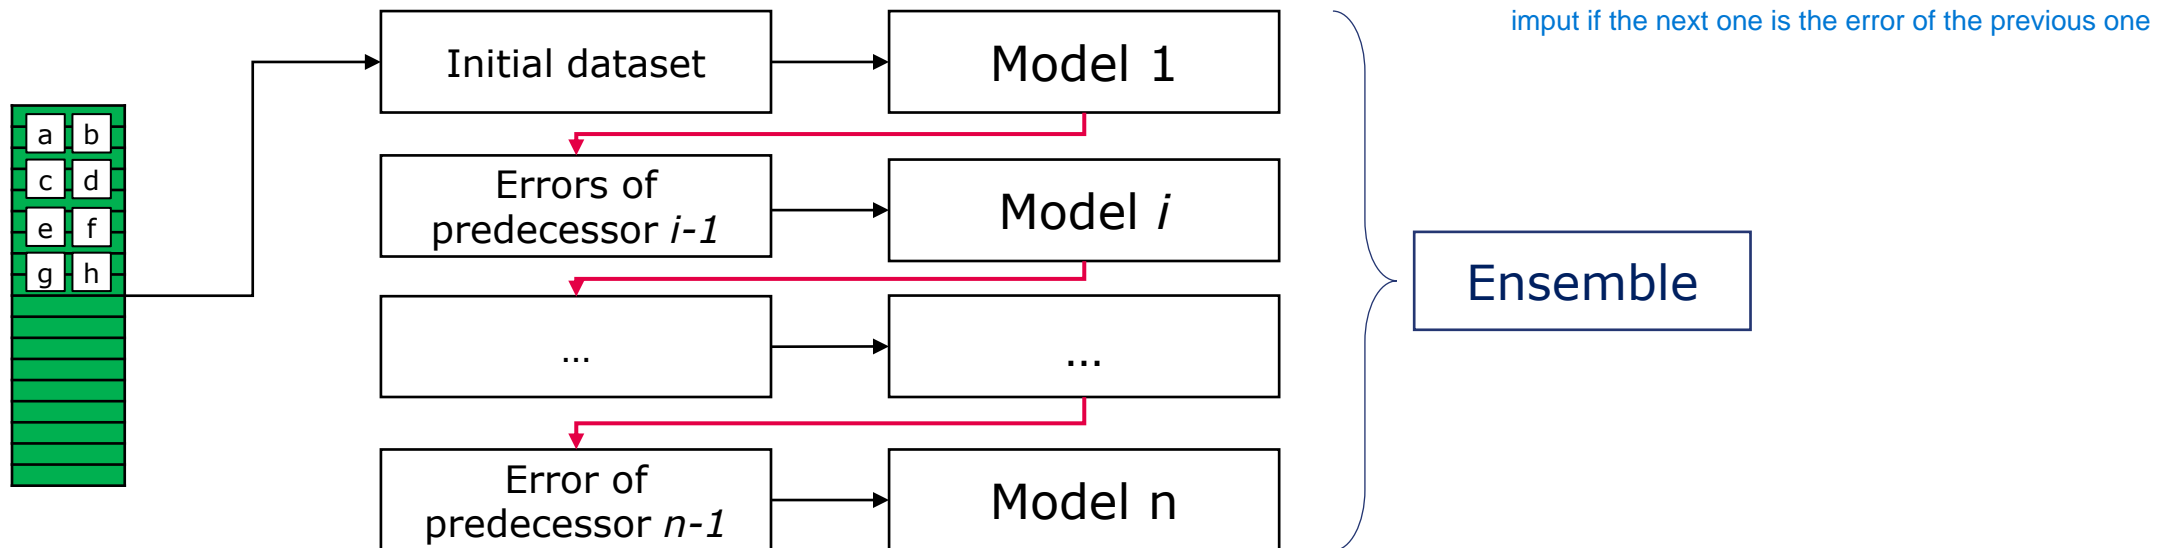 imput if the next one is the error of the previous one
Initial dataset
Model 1
a b
c d
e f
g h
Errors of
predecessor i-1
Model i
...
...
Error of
predecessor n-1
Model n
Ensemble